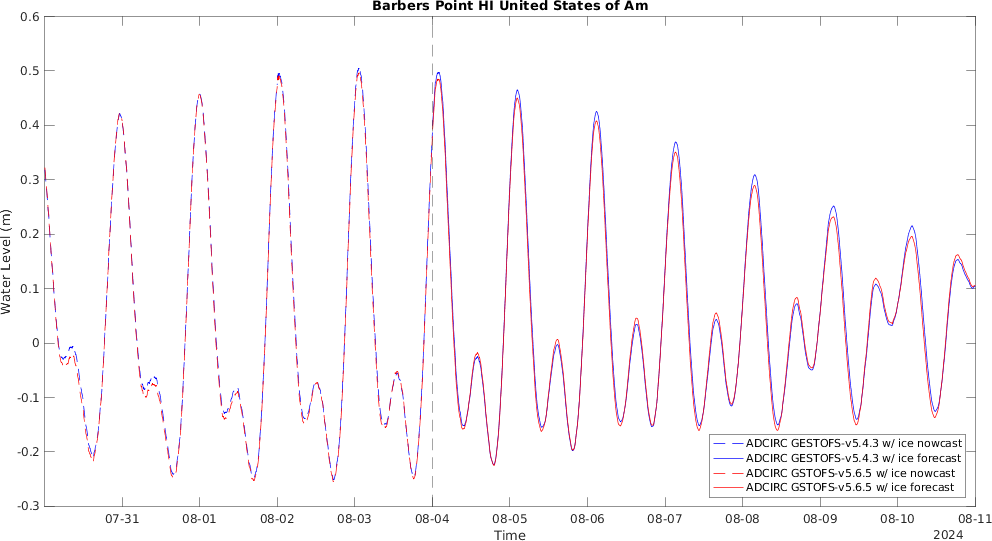 Barbers Point HI United States of Am
0.6
0.5
0.4
0.3
0.2
0.1
0
-0.1
-0.2
-0.3
Water Level (m)
ADCIRC GESTOFS-v5.4.3 w/ ice nowcast
ADCIRC GESTOFS-v5.4.3 w/ ice forecast
ADCIRC GSTOFS-v5.6.5 w/ ice nowcast
ADCIRC GSTOFS-v5.6.5 w/ ice forecast
07-31 08-01 08-02 08-03 08-04 08-05 08-06 08-07 08-08 08-09 08-10 08-11
Time
2024